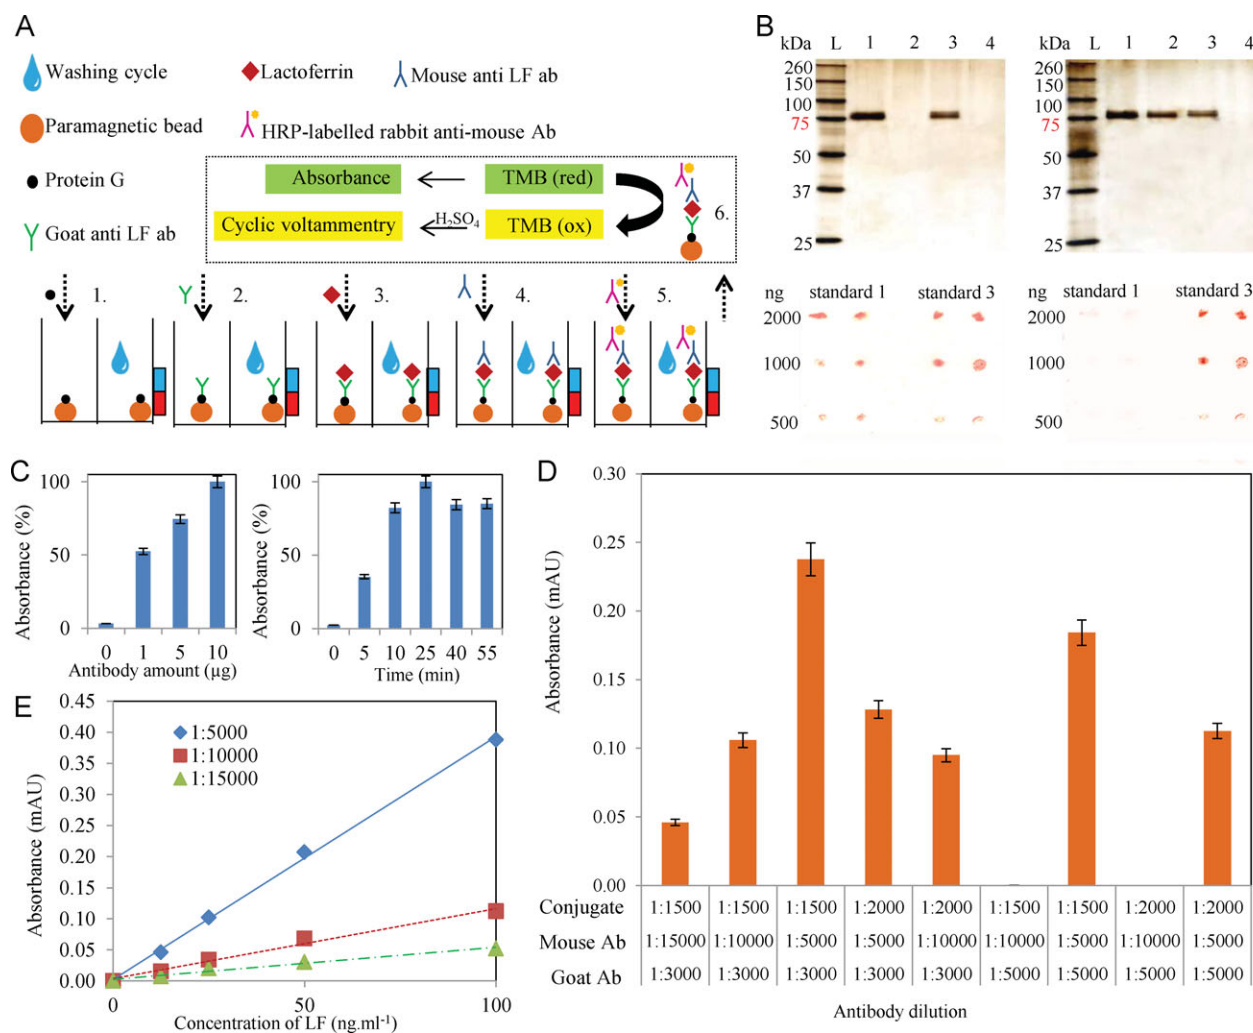 A
Washing cycle
Lactoferrin
Mouse anti LF ab
Paramagnetic bead
HRP-labelled rabbit anti-mouse Ab
Protein G
Goat anti LF ab
Absorbance
TMB (red)
Cyclic voltammentry
H2SO4
TMB (ox)
6.
1.
2.
3.
4.
5.
B
kDa L 1 2 3 4
260
150
100
75
50
37
25
kDa L 1 2 3 4
260
150
100
75
50
37
25
ng standard 1 standard 3
2000
1000
500
ng standard 1 standard 3
2000
1000
500
C
Absorbance (%)
100
50
0
0 1 5 10
Antibody amount (µg)
Absorbance (%)
100
50
0
0 5 10 25 40 55
Time (min)
D
Absorbance (mAU)
0.30
0.25
0.20
0.15
0.10
0.05
0.00
Conjugate 1:1500 1:1500 1:1500 1:2000 1:2000 1:1500 1:1500 1:2000 1:2000
Mouse Ab 1:15000 1:10000 1:5000 1:5000 1:10000 1:10000 1:5000 1:10000 1:5000
Goat Ab 1:3000 1:3000 1:3000 1:3000 1:3000 1:5000 1:5000 1:5000 1:5000
Antibody dilution
E
Absorbance (mAU)
0.45
0.40
0.35
0.30
0.25
0.20
0.15
0.10
0.05
0.00
1:5000
1:10000
1:15000
0 50 100
Concentration of LF (ng.ml-1)